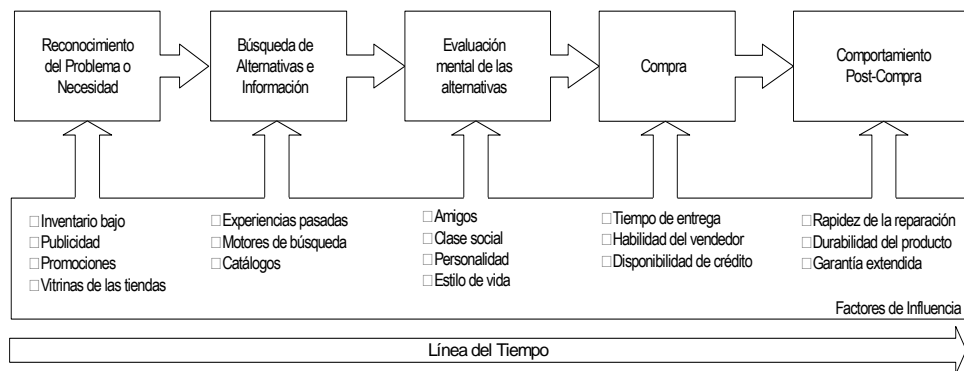 Reconocimiento
del Problema o
Necesidad
Búsqueda de
Alternativas e
Información
Evaluación
mental de las
alternativas
Compra
Comportamiento
Post-Compra
Inventario bajo
Publicidad
Promociones
Vitrinas de las tiendas
Experiencias pasadas
Motores de búsqueda
Catálogos
Amigos
Clase social
Personalidad
Estilo de vida
Tiempo de entrega
Habilidad del vendedor
Disponibilidad de crédito
Rapidez de la reparación
Durabilidad del producto
Garantía extendida
Factores de Influencia
Línea del Tiempo